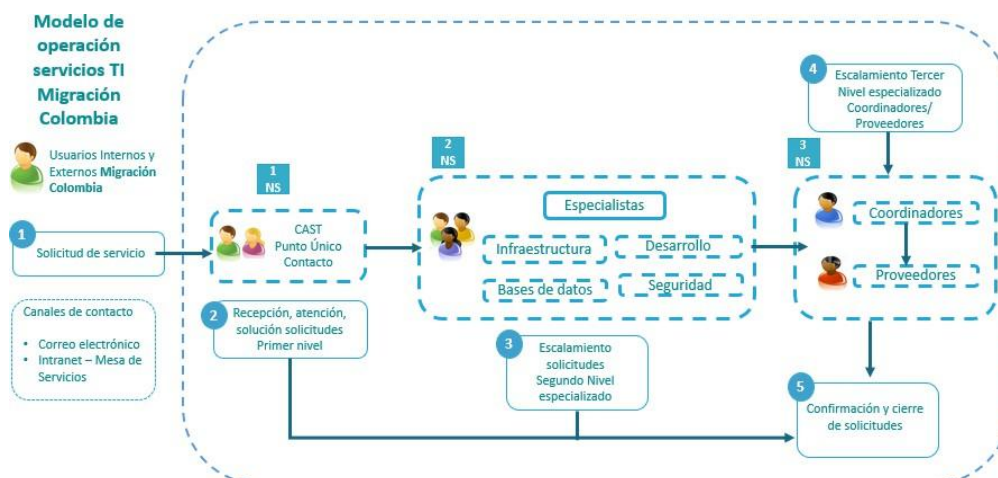 Modelo de
operación
servicios TI
Migración
Colombia
Usuarios Internos y
Externos Migración
Colombia
1
Solicitud de servicio
Canales de contacto
• Correo electrónico
• Intranet – Mesa de
Servicios
1
NS
CAST
Punto Único
Contacto
2
Recepción, atención,
solución solicitudes
Primer nivel
2
NS
Especialistas
Infraestructura
Desarrollo
Bases de datos
Seguridad
3
Escalamiento
solicitudes
Segundo Nivel
especializado
4
Escalamiento Tercer
Nivel especializado
Coordinadores/
Proveedores
3
NS
Coordinadores
Proveedores
5
Confirmación y cierre
de solicitudes